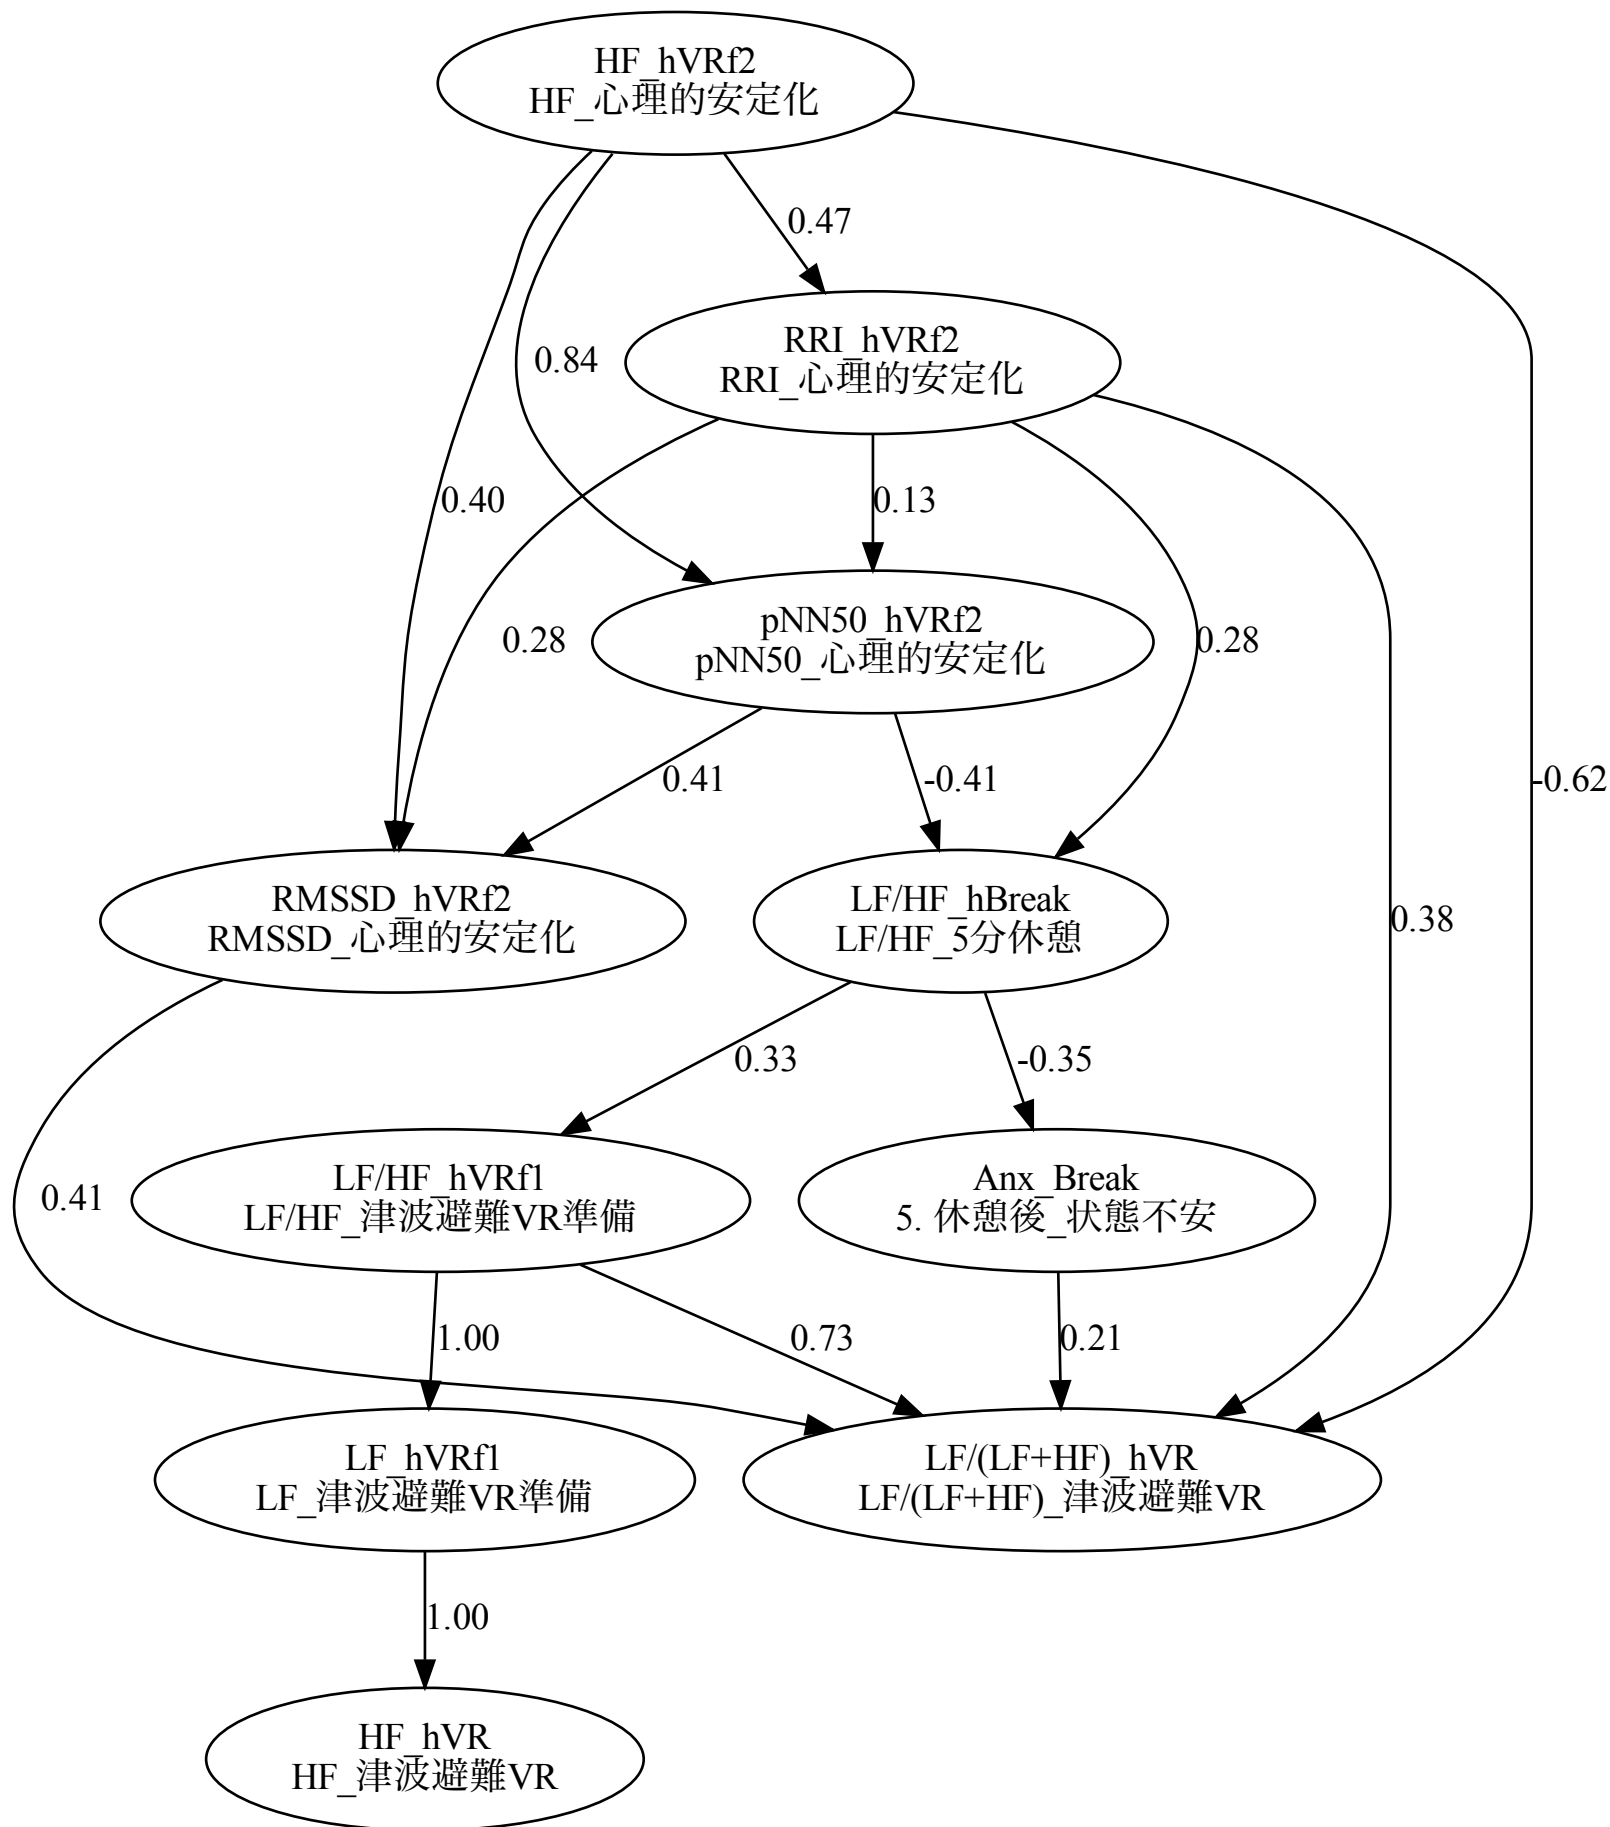 HF_hVRf2
HF_心理的安定化
0.47
RRI_hVRf2
RRI_心理的安定化
0.84
0.40
0.13
pNN50_hVRf2
pNN50_心理的安定化
0.28
0.28
0.41
-0.41
-0.62
RMSSD_hVRf2
RMSSD_心理的安定化
LF/HF_hBreak
LF/HF_5分休憩
0.38
0.33
-0.35
LF/HF_hVRf1
LF/HF_津波避難VR準備
Anx_Break
5. 休憩後_状態不安
0.41
1.00
0.73
0.21
LF_hVRf1
LF_津波避難VR準備
LF/(LF+HF)_hVR
LF/(LF+HF)_津波避難VR
1.00
HF_hVR
HF_津波避難VR